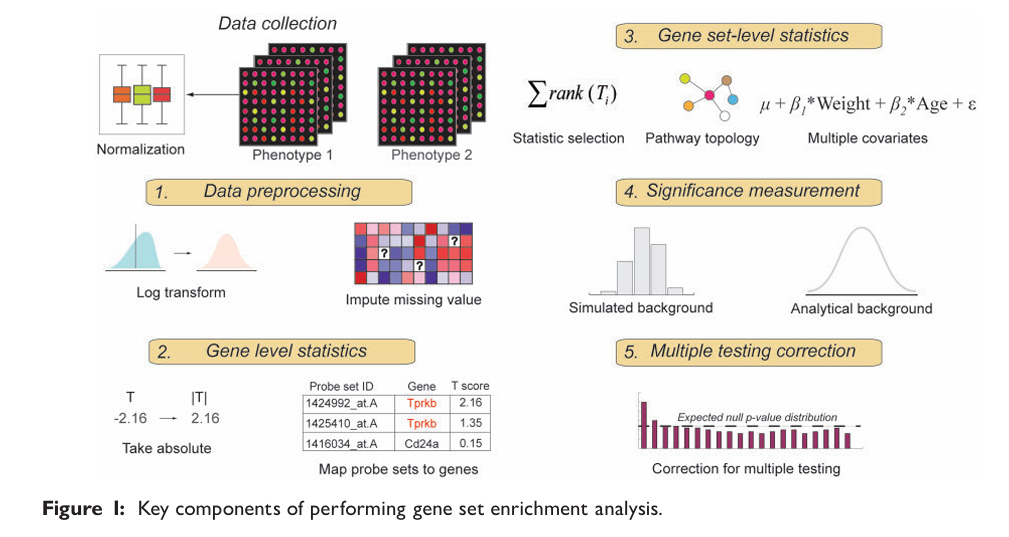 Data collection
Normalization
Phenotype 1
Phenotype 2
1. Data preprocessing
Log transform
?
?
?
Impute missing value
2. Gene level statistics
T |T|
-2.16 2.16
Take absolute
Probe set ID Gene T score
1424992_at.A Tprkb 2.16
1425410_at.A Tprkb 1.35
1416034_at.A Cd24a 0.15
Map probe sets to genes
3. Gene set-level statistics
∑rank (Tᵢ)
Statistic selection
Pathway topology
μ + β₁*Weight + β₂*Age + ε
Multiple covariates
4. Significance measurement
Simulated background
Analytical background
5. Multiple testing correction
Expected null p-value distribution
Correction for multiple testing
Figure 1: Key components of performing gene set enrichment analysis.